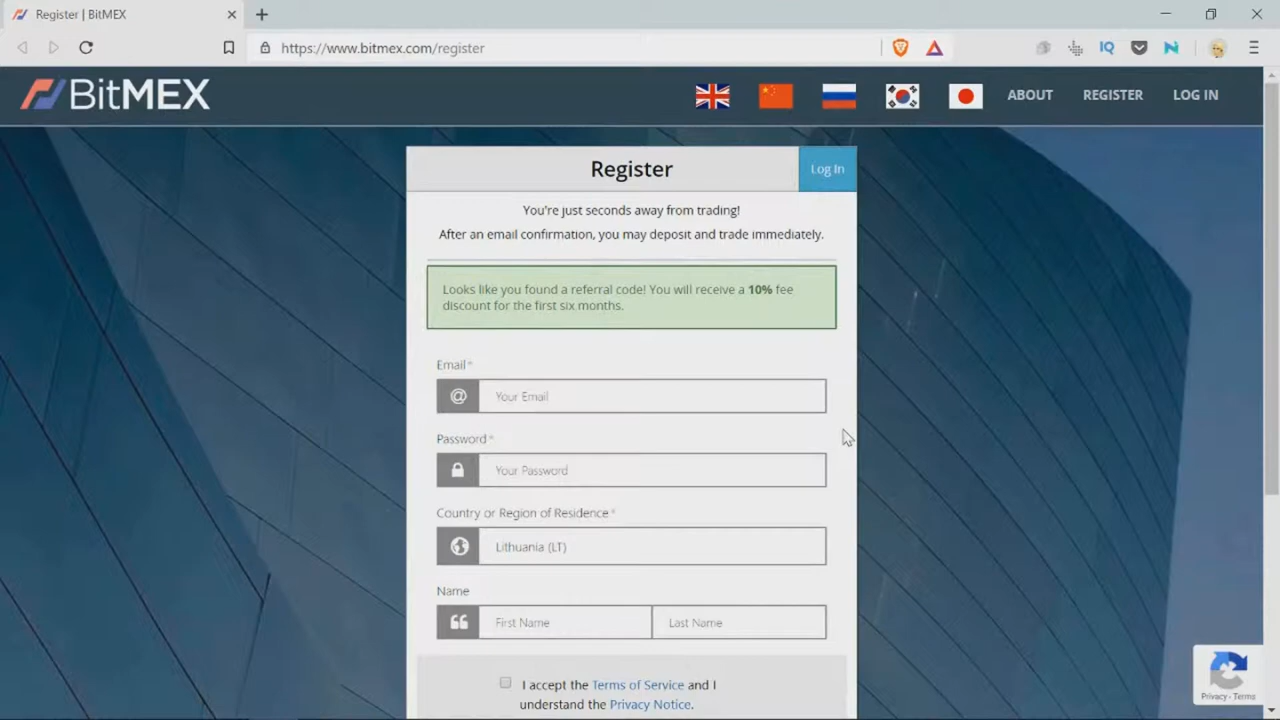 Register | BitMEX
https://www.bitmex.com/register
IQ
N
BitMEX
ABOUT
REGISTER
LOG IN
Register
Log In
You're just seconds away from trading!
After an email confirmation, you may deposit and trade immediately.
Looks like you found a referral code! You will receive a 10% fee
discount for the first six months.
Email*
@ Your Email
Password*
Your Password
Country or Region of Residence*
Lithuania (LT)
Name
First Name
Last Name
I accept the Terms of Service and I
understand the Privacy Notice.
Privacy - Terms